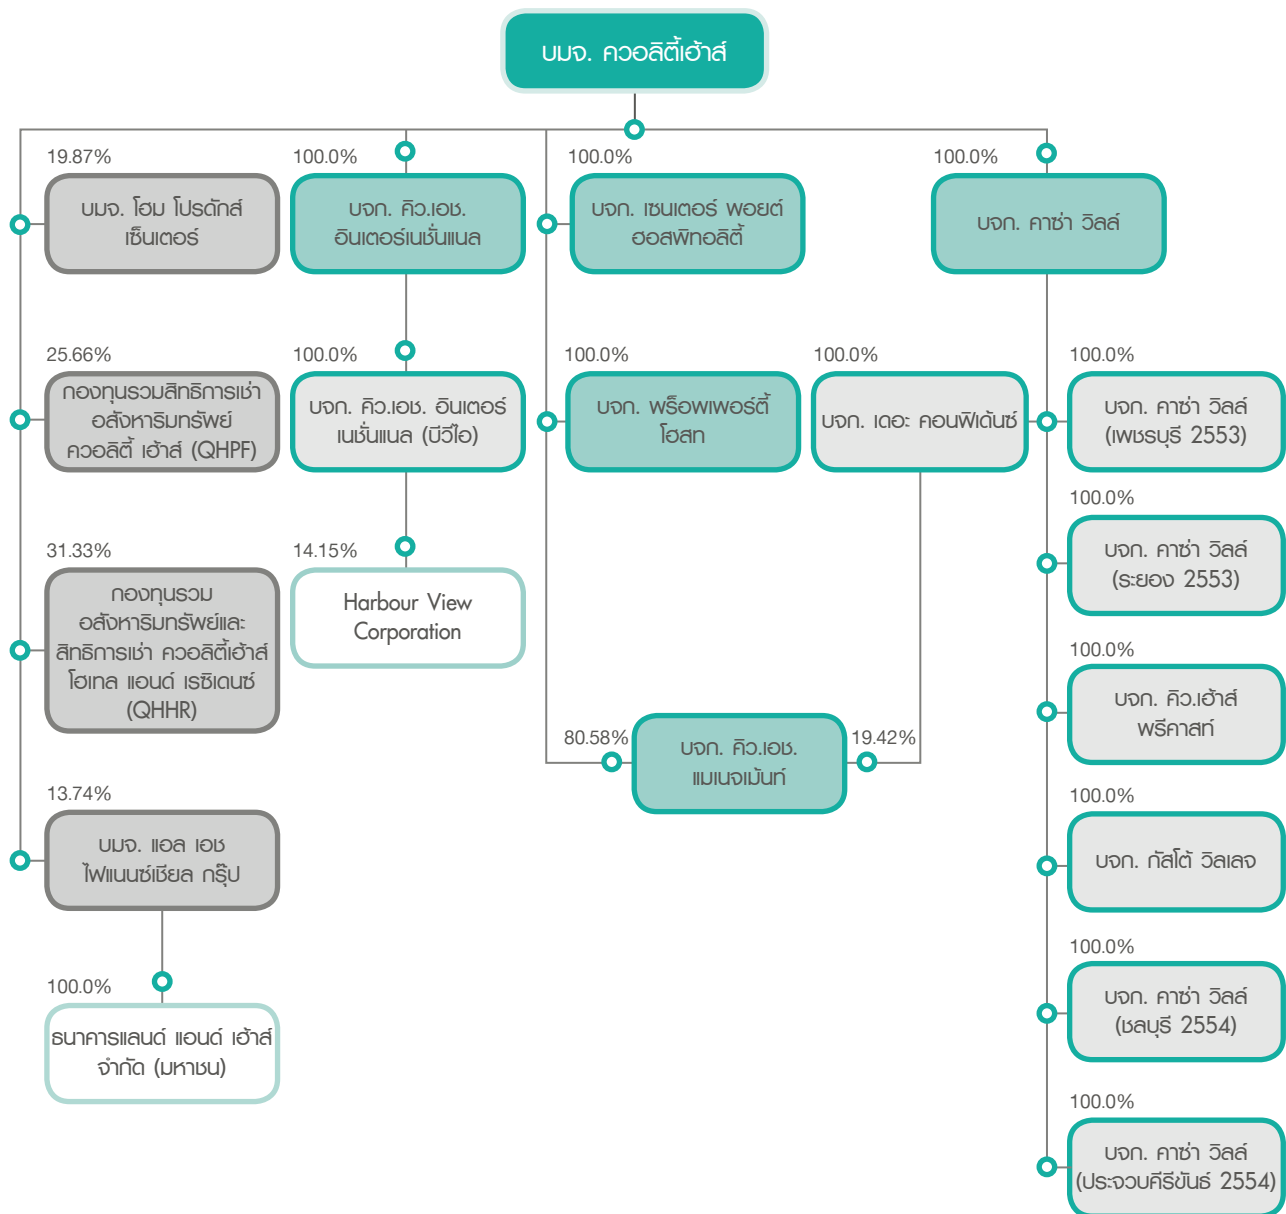 บมจ. ควอลิตี้เฮ้าส์
19.87%
บมจ. โฮม โปรดักส์
เซ็นเตอร์
25.66%
กองทุนรวมสิทธิการเช่า
อสังหาริมทรัพย์
ควอลิตี้ เฮ้าส์ (QHPF)
31.33%
กองทุนรวม
อสังหาริมทรัพย์และ
สิทธิการเช่า ควอลิตี้เฮ้าส์
โฮเทล แอนด์ เรซิเดนซ์
(QHHR)
13.74%
บมจ. แอล เอช
ไฟแนนซ์เชียล กรุ๊ป
100.0%
ธนาคารแลนด์ แอนด์ เฮ้าส์
จำกัด (มหาชน)
100.0%
บจก. คิว.เอช.
อินเตอร์เนชั่นแนล
100.0%
บจก. คิว.เอช. อินเตอร์
เนชั่นแนล (บีวีไอ)
14.15%
Harbour View
Corporation
100.0%
บจก. เซนเตอร์ พอยต์
ฮอสพิทอลิตี้
100.0%
บจก. พร็อพเพอร์ตี้
โฮสท
100.0%
บจก. เดอะ คอนฟิเด้นซ์
80.58%
บจก. คิว.เอช.
แมเนจเม้นท์
19.42%
100.0%
บจก. คาซ่า วิลล์
100.0%
บจก. คาซ่า วิลล์
(เพชรบุรี 2553)
100.0%
บจก. คาซ่า วิลล์
(ระยอง 2553)
100.0%
บจก. คิว.เฮ้าส์
พรีคาสท์
100.0%
บจก. กัสโต้ วิลเลจ
100.0%
บจก. คาซ่า วิลล์
(ชลบุรี 2554)
100.0%
บจก. คาซ่า วิลล์
(ประจวบคีรีขันธ์ 2554)